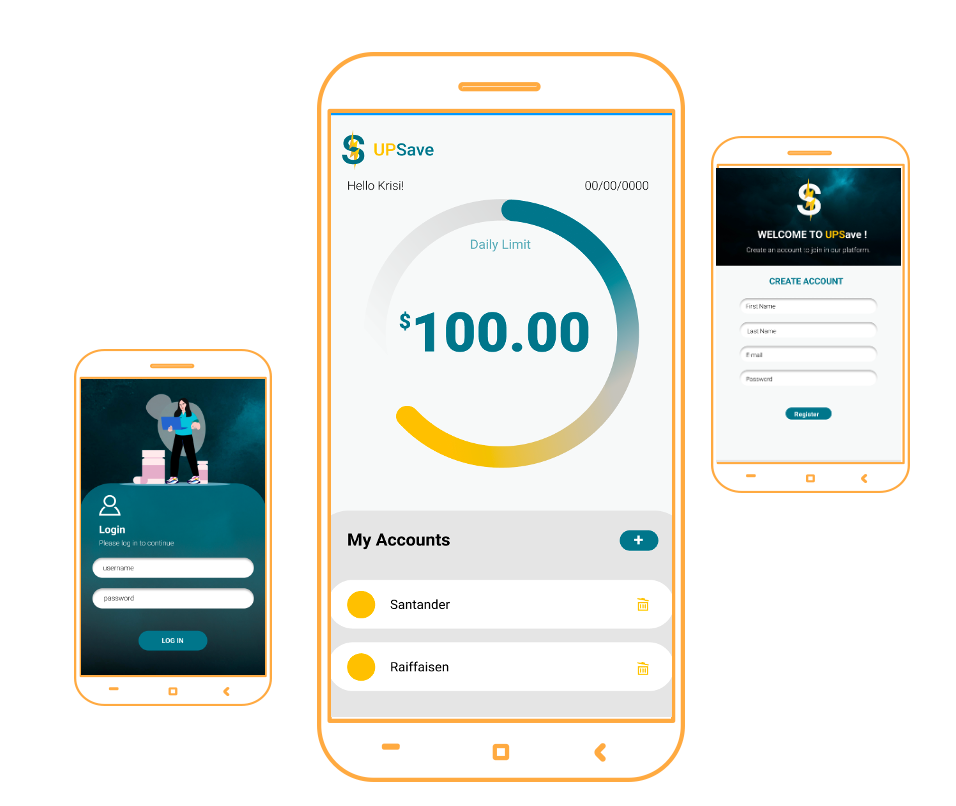 UPSave
Hello Krisi!
00/00/0000
Daily Limit
$100.00
My Accounts
+
Santander
Raiffaisen
Login
Please log in to continue
username
password
LOG IN
WELCOME TO UPSave !
Create an account to join in our platform.
CREATE ACCOUNT
First Name
Last Name
E mail
Password
Register